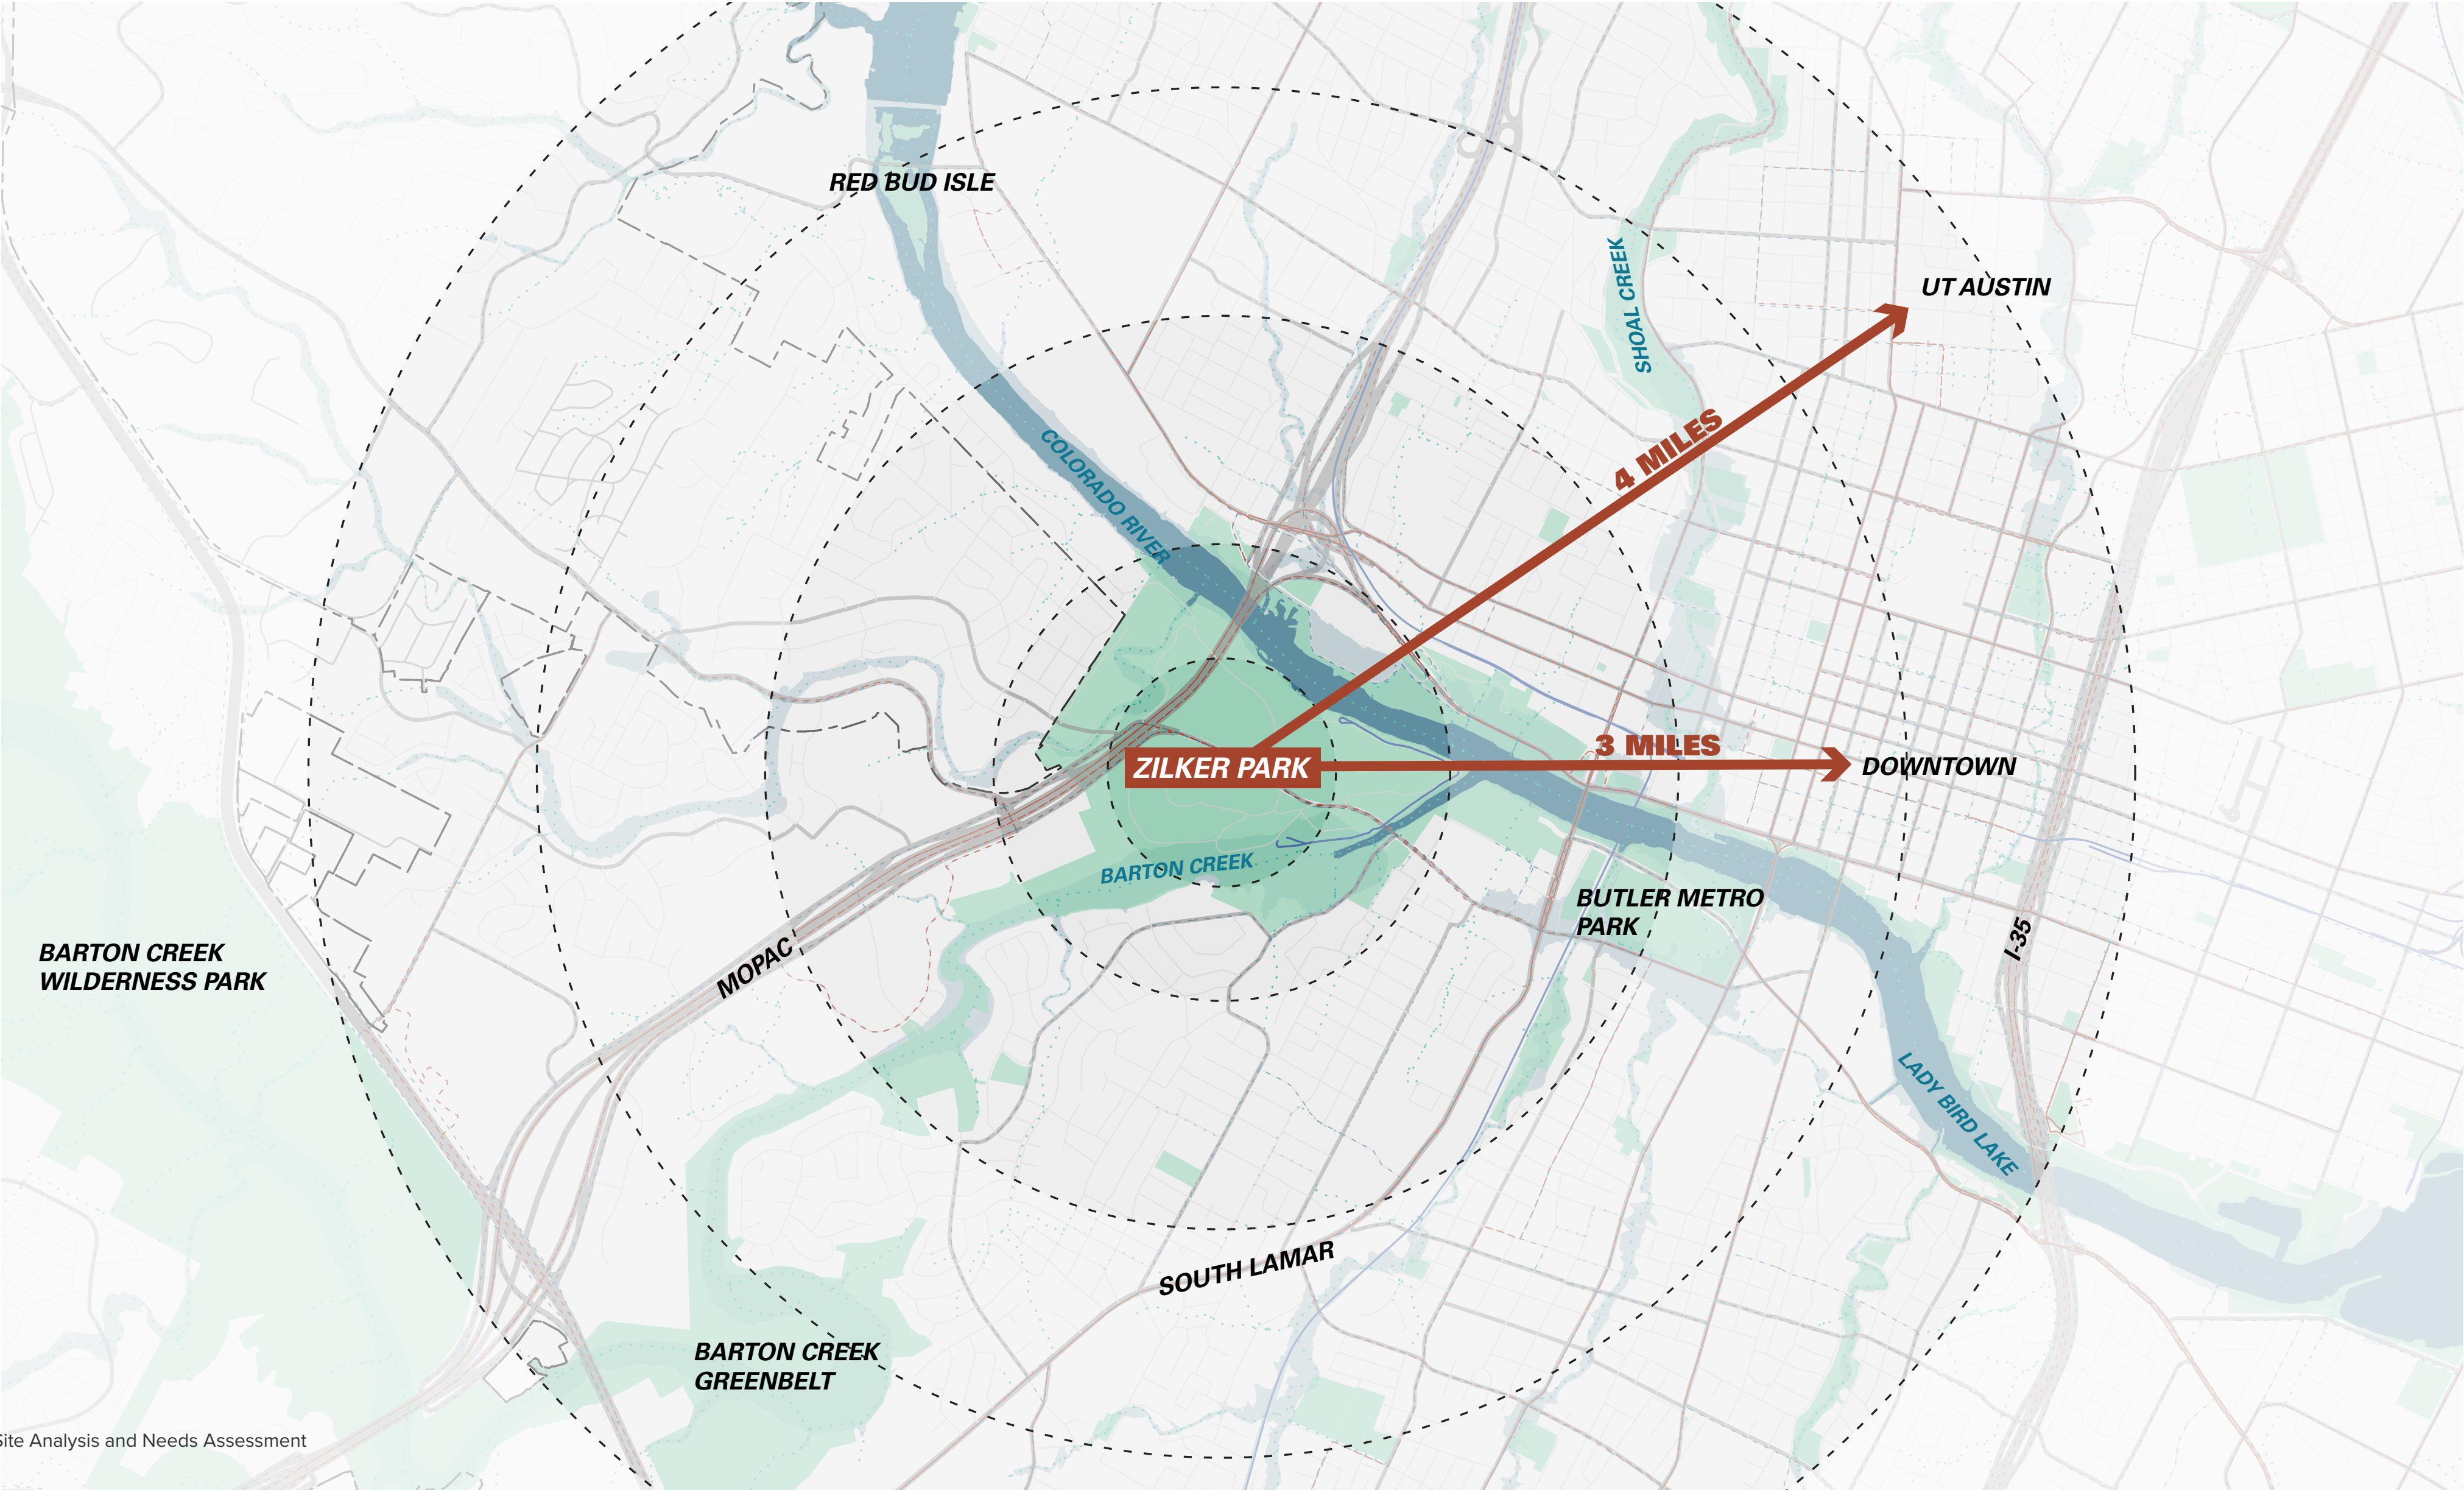 RED BUD ISLE
SHOAL CREEK
UT AUSTIN
COLORADO RIVER
4 MILES
3 MILES
ZILKER PARK
DOWNTOWN
BARTON CREEK
BUTLER METRO
PARK
I-35
BARTON CREEK
WILDERNESS PARK
MOPAC
LADY BIRD LAKE
SOUTH LAMAR
BARTON CREEK
GREENBELT
Site Analysis and Needs Assessment